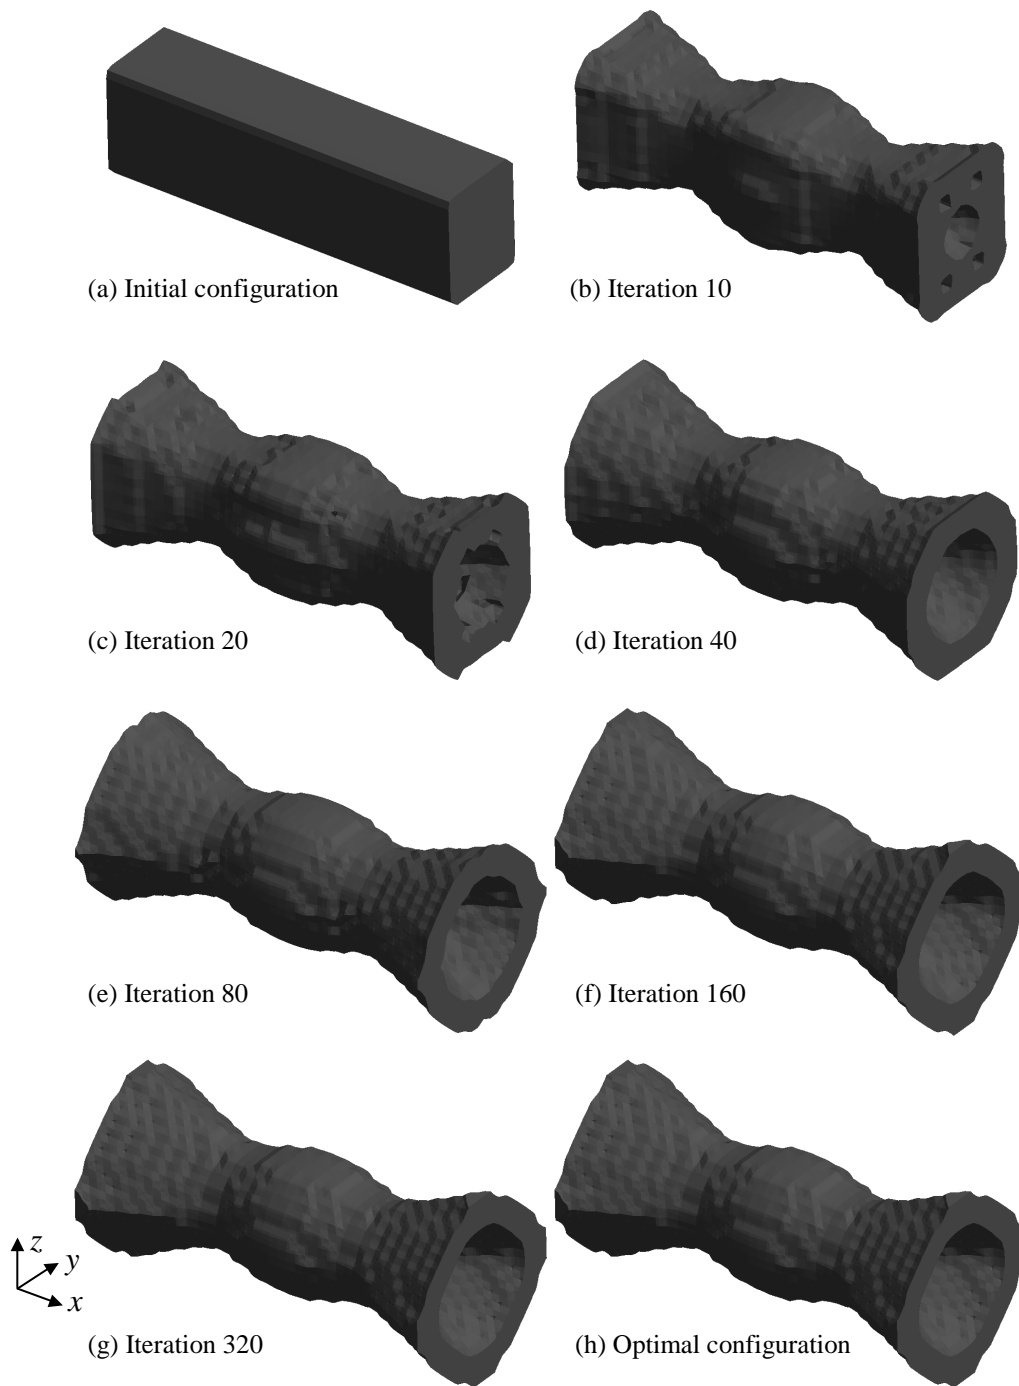 (a) Initial configuration
(b) Iteration 10
(c) Iteration 20
(d) Iteration 40
(e) Iteration 80
(f) Iteration 160
z
y
x
(g) Iteration 320
(h) Optimal configuration